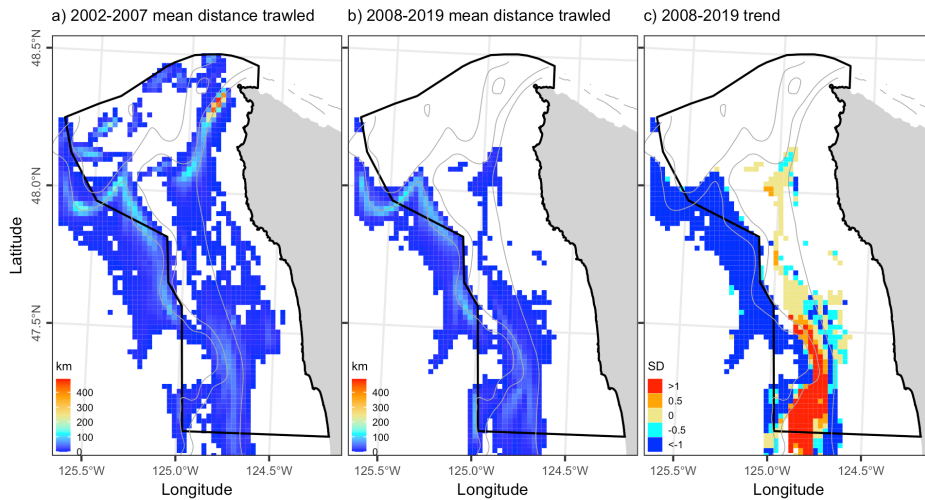 a) 2002-2007 mean distance trawled
b) 2008-2019 mean distance trawled
c) 2008-2019 trend
Latitude
48.5°N
48.0°N
47.5°N
km
400
300
200
100
0
km
400
300
200
100
0
SD
>1
0.5
0
-0.5
<-1
125.5°W
125.0°W
124.5°W
125.5°W
125.0°W
124.5°W
125.5°W
125.0°W
124.5°W
Longitude
Longitude
Longitude